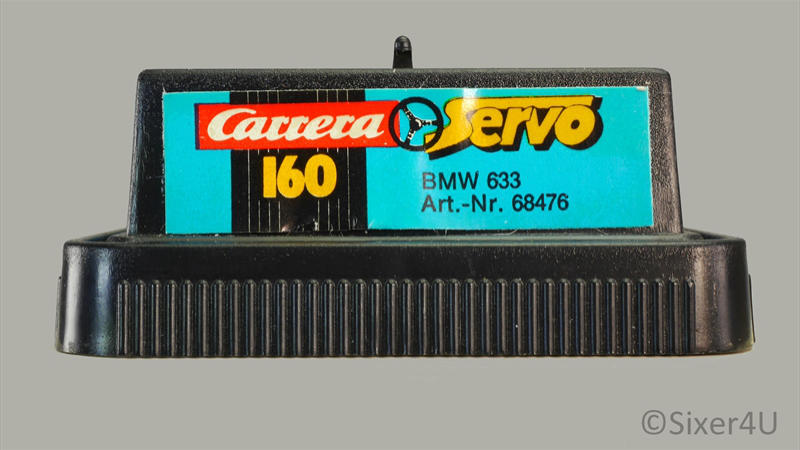 Carrera Servo
160
BMW 633
Art.-Nr. 68476
©Sixer4U